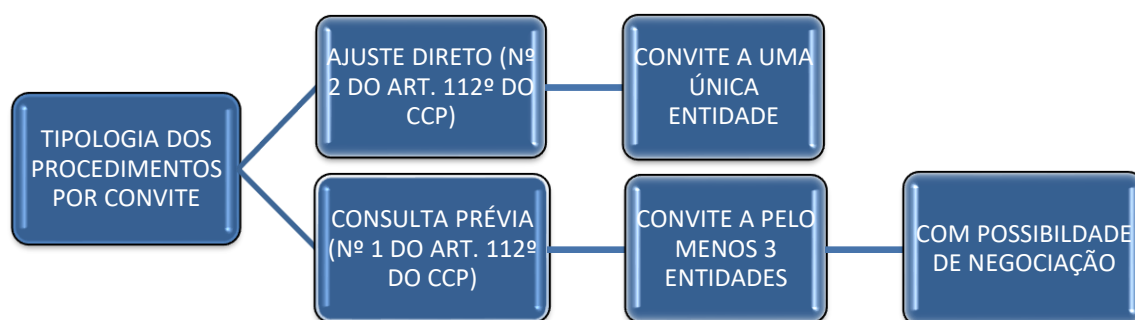 TIPOLOGIA DOS
PROCEDIMENTOS
POR CONVITE
AJUSTE DIRETO (Nº
2 DO ART. 112º DO
CCP)
CONVITE A UMA
ÚNICA
ENTIDADE
CONSULTA PRÉVIA
(Nº 1 DO ART. 112º
DO CCP)
CONVITE A PELO
MENOS 3
ENTIDADES
COM POSSIBILDADE
DE NEGOCIAÇÃO